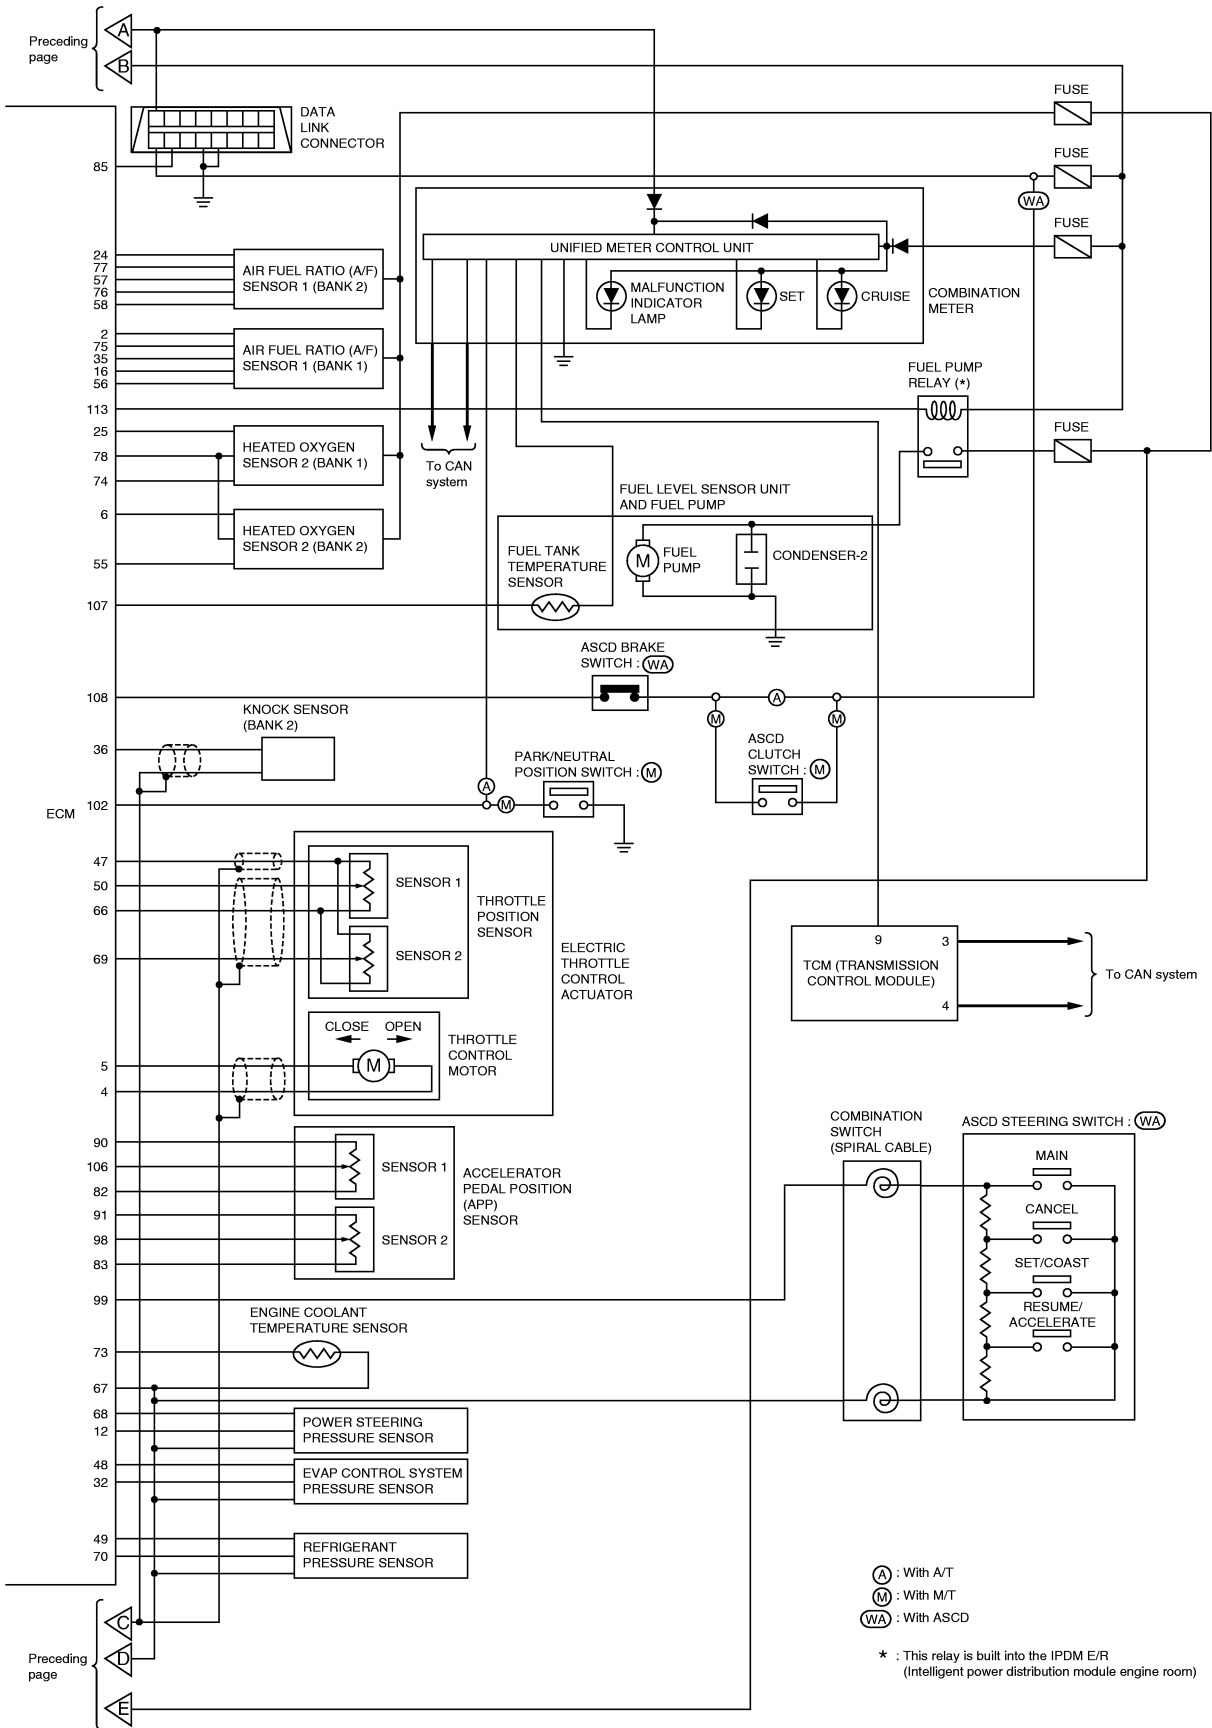 A
Preceding
page
B
FUSE
DATA
LINK
CONNECTOR
85
FUSE
WA
FUSE
UNIFIED METER CONTROL UNIT
24
77
57
76
58
AIR FUEL RATIO (A/F)
SENSOR 1 (BANK 2)
MALFUNCTION
INDICATOR
LAMP
SET
CRUISE
COMBINATION
METER
2
75
35
16
56
AIR FUEL RATIO (A/F)
SENSOR 1 (BANK 1)
FUEL PUMP
RELAY (*)
113
25
78
74
HEATED OXYGEN
SENSOR 2 (BANK 1)
FUSE
To CAN
system
6
55
HEATED OXYGEN
SENSOR 2 (BANK 2)
FUEL LEVEL SENSOR UNIT
AND FUEL PUMP
FUEL TANK
TEMPERATURE
SENSOR
M
FUEL
PUMP
CONDENSER-2
107
ASCD BRAKE
SWITCH : WA
108
A
M
M
KNOCK SENSOR
(BANK 2)
36
ASCD
CLUTCH
SWITCH : M
PARK/NEUTRAL
POSITION SWITCH : M
A
M
ECM
102
47
50
66
69
SENSOR 1
SENSOR 2
THROTTLE
POSITION
SENSOR
ELECTRIC
THROTTLE
CONTROL
ACTUATOR
9
3
TCM (TRANSMISSION
CONTROL MODULE)
4
To CAN system
CLOSE OPEN
M
THROTTLE
CONTROL
MOTOR
5
4
90
106
82
91
98
83
SENSOR 1
SENSOR 2
ACCELERATOR
PEDAL POSITION
(APP)
SENSOR
COMBINATION
SWITCH
(SPIRAL CABLE)
ASCD STEERING SWITCH : WA
MAIN
CANCEL
SET/COAST
RESUME/
ACCELERATE
99
ENGINE COOLANT
TEMPERATURE SENSOR
73
67
68
12
POWER STEERING
PRESSURE SENSOR
48
32
EVAP CONTROL SYSTEM
PRESSURE SENSOR
49
70
REFRIGERANT
PRESSURE SENSOR
A : With A/T
M : With M/T
WA : With ASCD
* : This relay is built into the IPDM E/R
(Intelligent power distribution module engine room)
C
Preceding
page
D
E